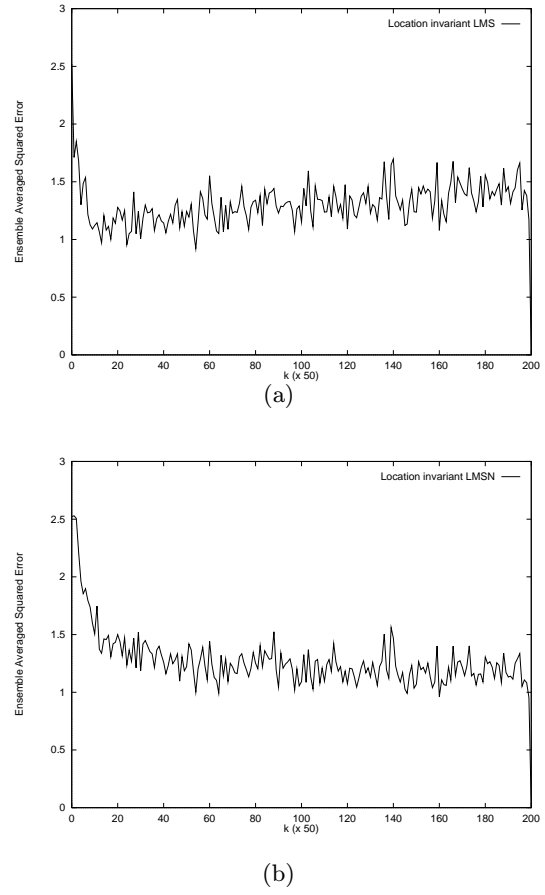 3
2.5
2
1.5
1
0.5
0
Ensemble Averaged Squared Error
Location invariant LMS
0 20 40 60 80 100 120 140 160 180 200
k (x 50)
(a)
3
2.5
2
1.5
1
0.5
0
Ensemble Averaged Squared Error
Location invariant LMSN
0 20 40 60 80 100 120 140 160 180 200
k (x 50)
(b)